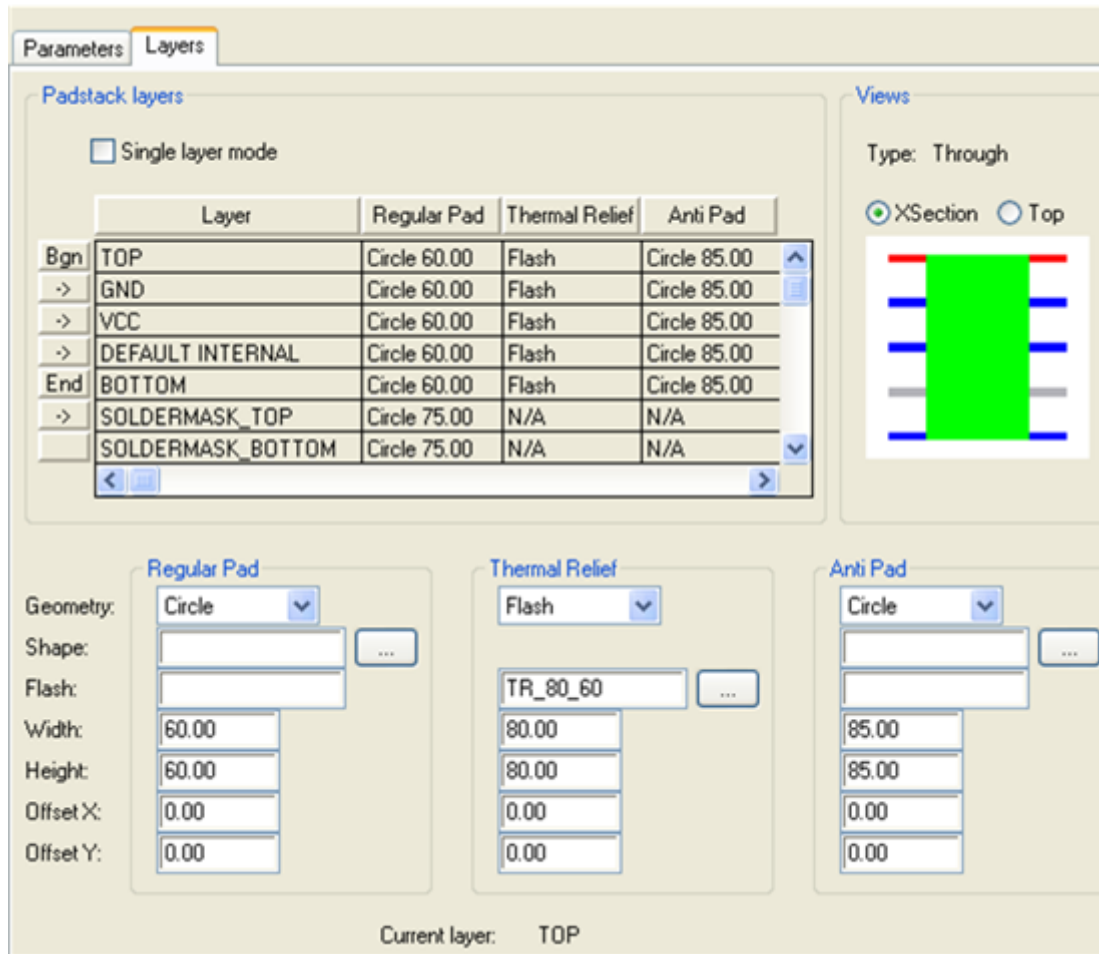 Parameters Layers
Padstack layers
Single layer mode
Layer Regular Pad Thermal Relief Anti Pad
Bgn TOP Circle 60.00 Flash Circle 85.00
-> GND Circle 60.00 Flash Circle 85.00
-> VCC Circle 60.00 Flash Circle 85.00
-> DEFAULT INTERNAL Circle 60.00 Flash Circle 85.00
End BOTTOM Circle 60.00 Flash Circle 85.00
-> SOLDERMASK_TOP Circle 75.00 N/A N/A
SOLDERMASK_BOTTOM Circle 75.00 N/A N/A
Views
Type: Through
XSection Top
Regular Pad Thermal Relief Anti Pad
Geometry: Circle Flash Circle
Shape: ... ...
Flash: TR_80_60 ...
Width: 60.00 80.00 85.00
Height: 60.00 80.00 85.00
Offset X: 0.00 0.00 0.00
Offset Y: 0.00 0.00 0.00
Current layer: TOP